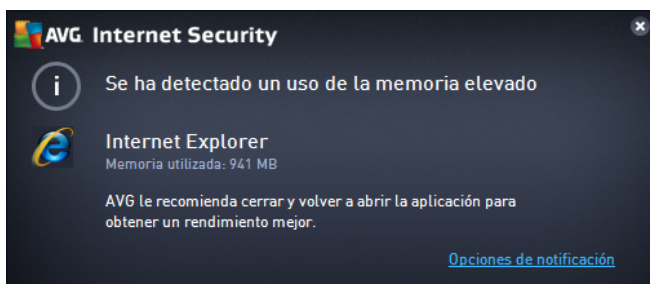 AVG. Internet Security
Se ha detectado un uso de la memoria elevado
Internet Explorer
Memoria utilizada: 941 MB
AVG le recomienda cerrar y volver a abrir la aplicación para
obtener un rendimiento mejor.
Opciones de notificación